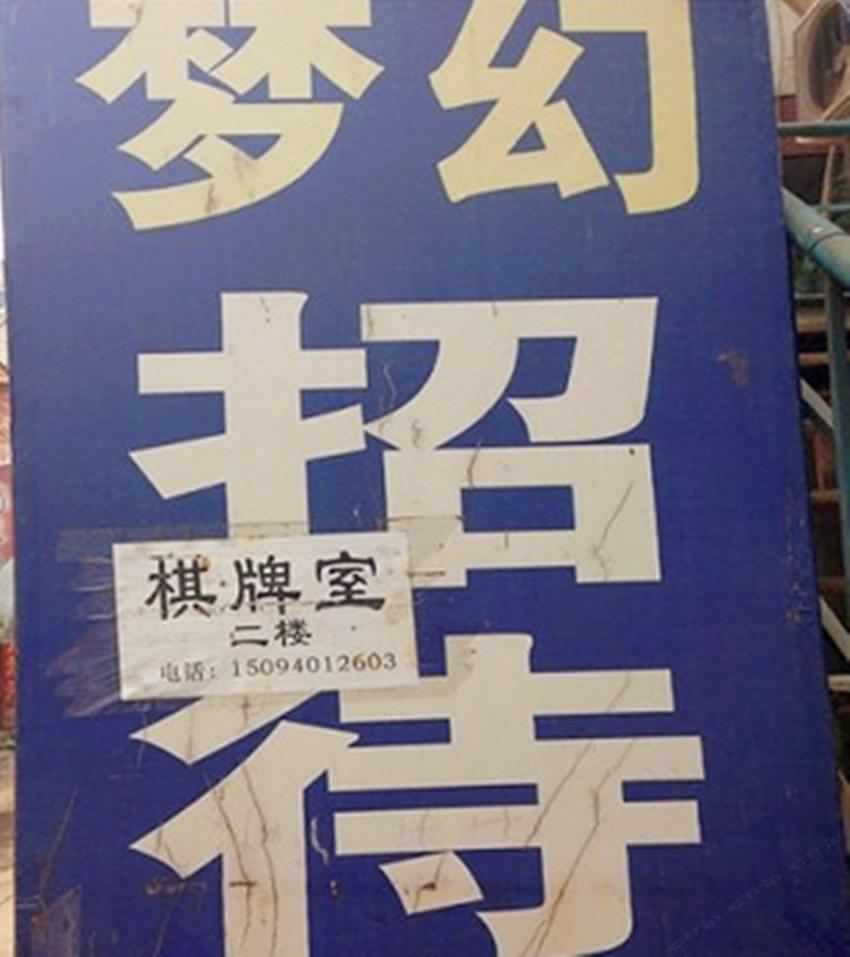 梦幻
招
待
棋牌室
二楼
电话：15094012603